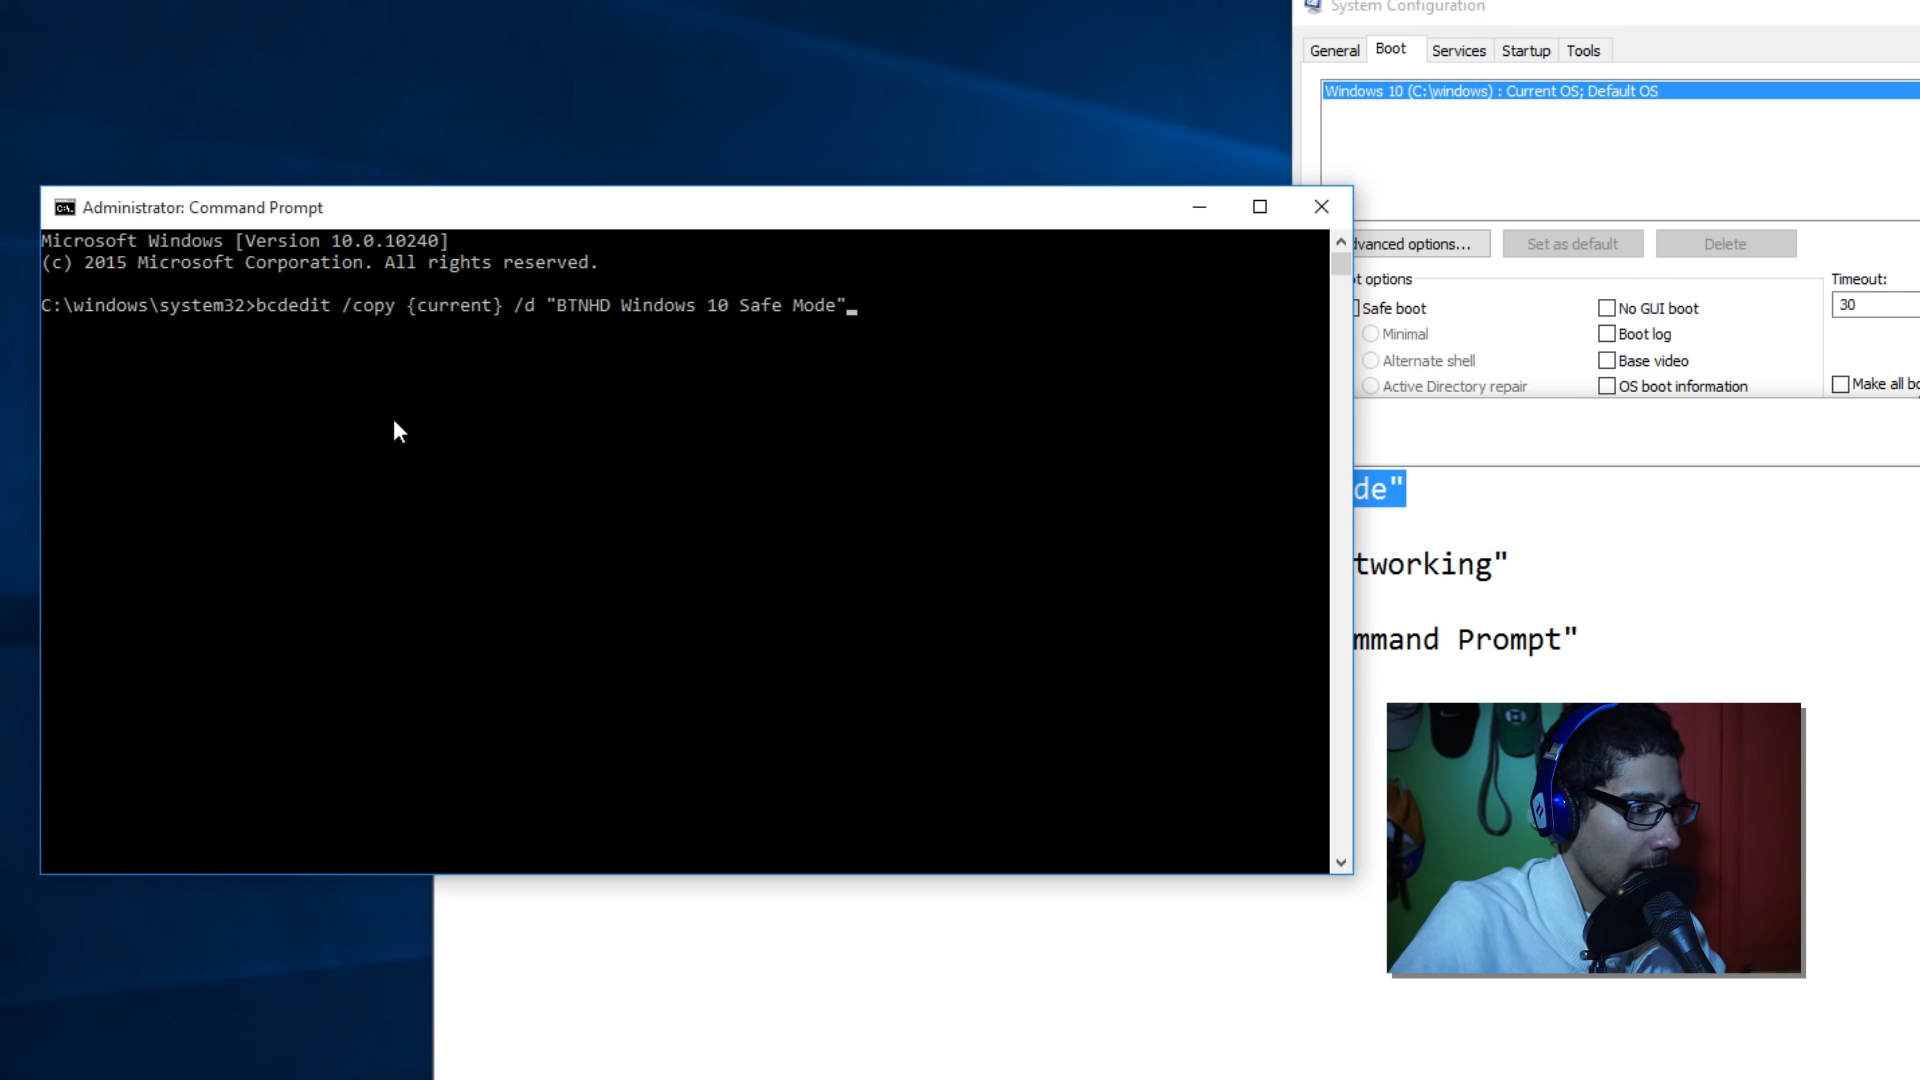 System Configuration
General Boot Services Startup Tools
Windows 10 (C:\windows) : Current OS; Default OS
Administrator: Command Prompt
Microsoft Windows [Version 10.0.10240]
(c) 2015 Microsoft Corporation. All rights reserved.
C:\windows\system32>bcdedit /copy {current} /d "BTNHD Windows 10 Safe Mode"
dvanced options... Set as default Delete
t options
Timeout:
Safe boot No GUI boot 30
Minimal Boot log
Alternate shell Base video
Active Directory repair OS boot information Make all bo
de"
tworking"
mmand Prompt"